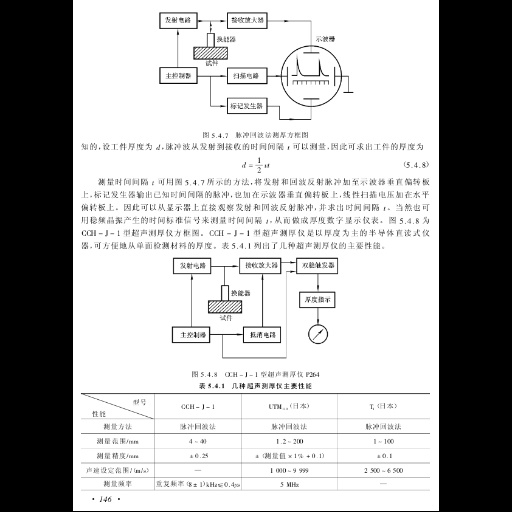 发射电路
接收放大器
换能器
示波器
试件
主控制器
扫描电路
标记发生器
图 5.4.7 脉冲回波法测厚方框图
知的,设工件厚度为 d,脉冲波从发射到接收的时间间隔 t 可以测量,因此可求出工件的厚度为
d = 1/2 ct (5.4.8)
测量时间间隔 t 可用图 5.4.7 所示的方法,将发射和回波反射脉冲加至示波器垂直偏转板
上,标记发生器输出已知时间间隔的脉冲,也加在示波器垂直偏转板上,线性扫描电压加在水平
偏转板上。因此可以从显示器上直接观察发射和回波反射脉冲,并求出时间间隔 t。当然也可
用稳频晶振产生的时间标准信号来测量时间间隔 t,从而做成厚度数字显示仪表。图 5.4.8 为
CCH-J-1 型超声测厚仪方框图。CCH-J-1 型超声测厚仪是以厚度为主的半导体直读式仪
器,可方便地从单面检测材料的厚度。表 5.4.1 列出了几种超声测厚仪的主要性能。
发射电路
接收放大器
双稳触发器
换能器
厚度指示
试件
主控制器
抵消电路
图 5.4.8 CCH-J-1 型超声测厚仪 P264
表 5.4.1 几种超声测厚仪主要性能
型号
性能
CCH-J-1
(日本)
(日本)
测量方法 脉冲回波法 脉冲回波法 脉冲回波法
测量范围/mm 4~40 1.2~200 1~100
测量精度/mm ±0.25 ±(测量值×1%+0.1) ±0.1
声速设定范围/(m/s) — 1 000~9 999 2 500~6 500
测量频率 重复频率(8±1)kHz≤0.4μs 5 MHz —
· 146 ·